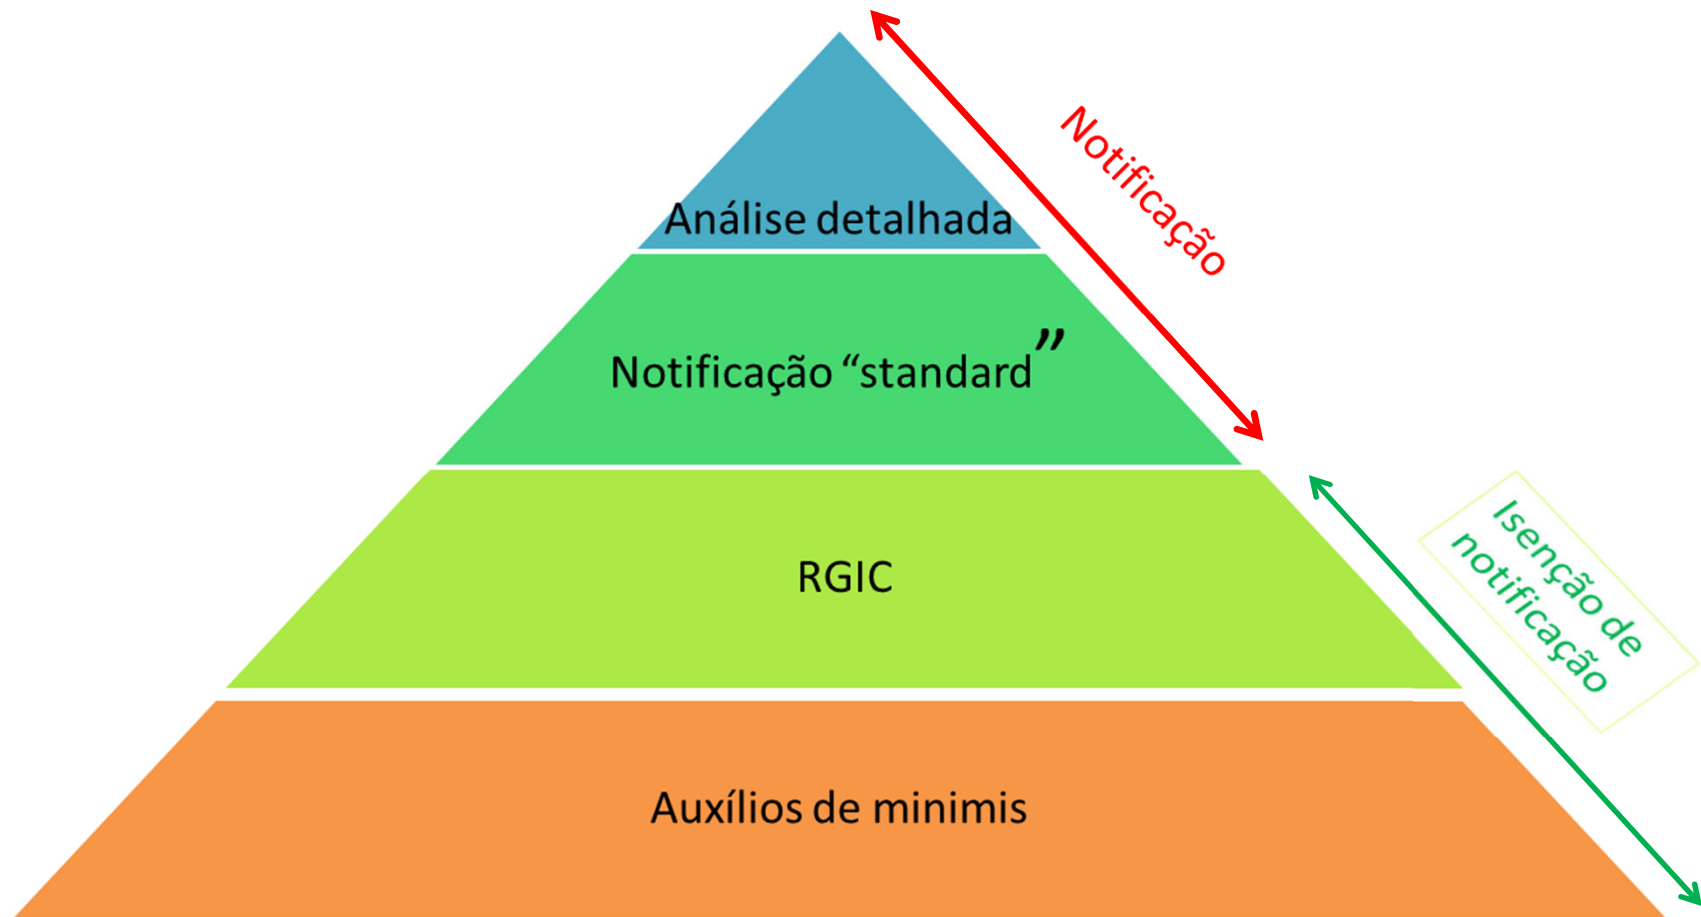 Notificação
Análise detalhada
Notificação “standard”
Isenção de
notificação
RGIC
Auxílios de minimis